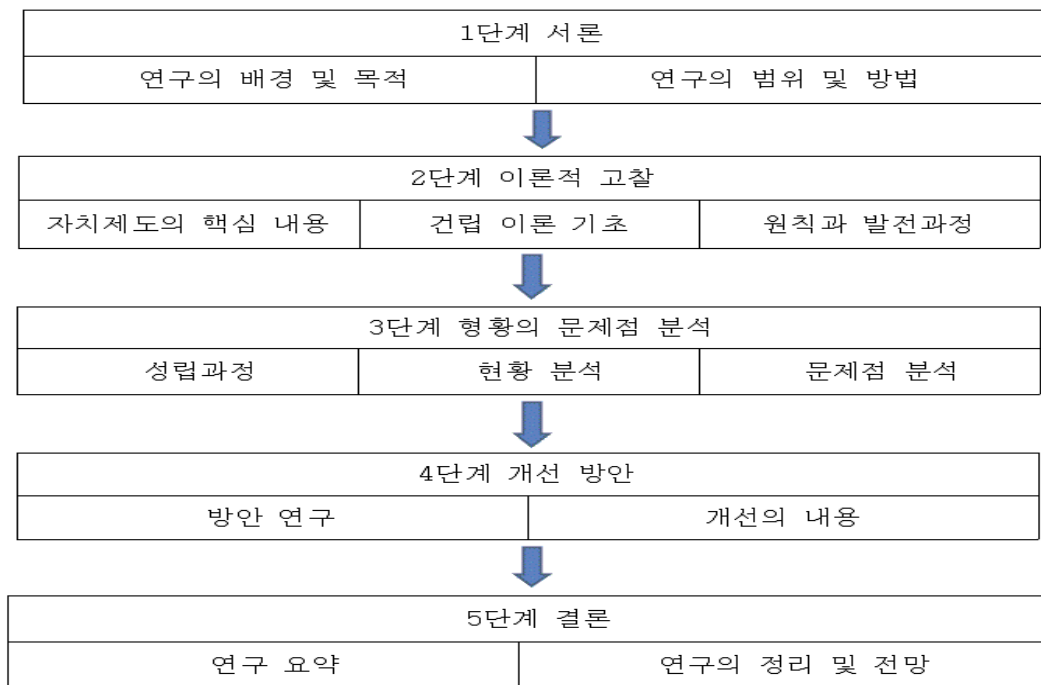 1단계 서론
연구의 배경 및 목적 연구의 범위 및 방법
2단계 이론적 고찰
자치제도의 핵심 내용 건립 이론 기초 원칙과 발전과정
3단계 형황의 문제점 분석
성립과정 현황 분석 문제점 분석
4단계 개선 방안
방안 연구 개선의 내용
5단계 결론
연구 요약 연구의 정리 및 전망